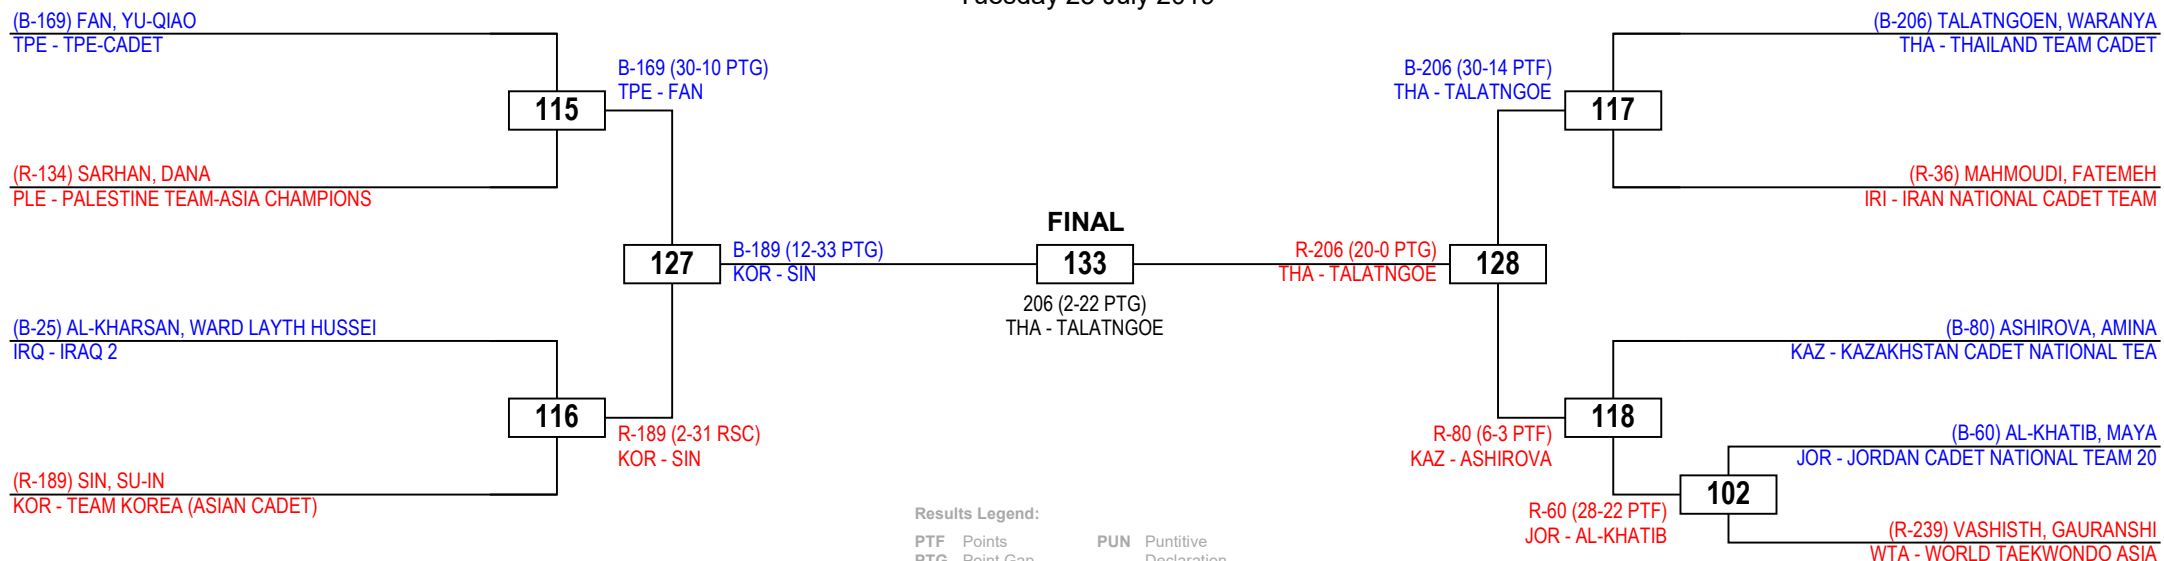 (B-169) FAN, YU-QIAO
TPE - TPE-CADET
B-169 (30-10 PTG)
TPE - FAN
115
(R-134) SARHAN, DANA
PLE - PALESTINE TEAM-ASIA CHAMPIONS
127
B-189 (12-33 PTG)
KOR - SIN
(B-25) AL-KHARSAN, WARD LAYTH HUSSEI
IRQ - IRAQ 2
116
R-189 (2-31 RSC)
KOR - SIN
(R-189) SIN, SU-IN
KOR - TEAM KOREA (ASIAN CADET)
FINAL
133
206 (2-22 PTG)
THA - TALATNGOE
(B-206) TALATNGOEN, WARANYA
THA - THAILAND TEAM CADET
B-206 (30-14 PTF)
THA - TALATNGOE
117
(R-36) MAHMOUDI, FATEMEH
IRI - IRAN NATIONAL CADET TEAM
R-206 (20-0 PTG)
THA - TALATNGOE
128
(B-80) ASHIROVA, AMINA
KAZ - KAZAKHSTAN CADET NATIONAL TEA
118
R-80 (6-3 PTF)
KAZ - ASHIROVA
(B-60) AL-KHATIB, MAYA
JOR - JORDAN CADET NATIONAL TEAM 20
102
R-60 (28-22 PTF)
JOR - AL-KHATIB
(R-239) VASHISTH, GAURANSHI
WTA - WORLD TAEKWONDO ASIA
Results Legend:
PTF Points PUN Puntitive
PTG Point Gap Declaration